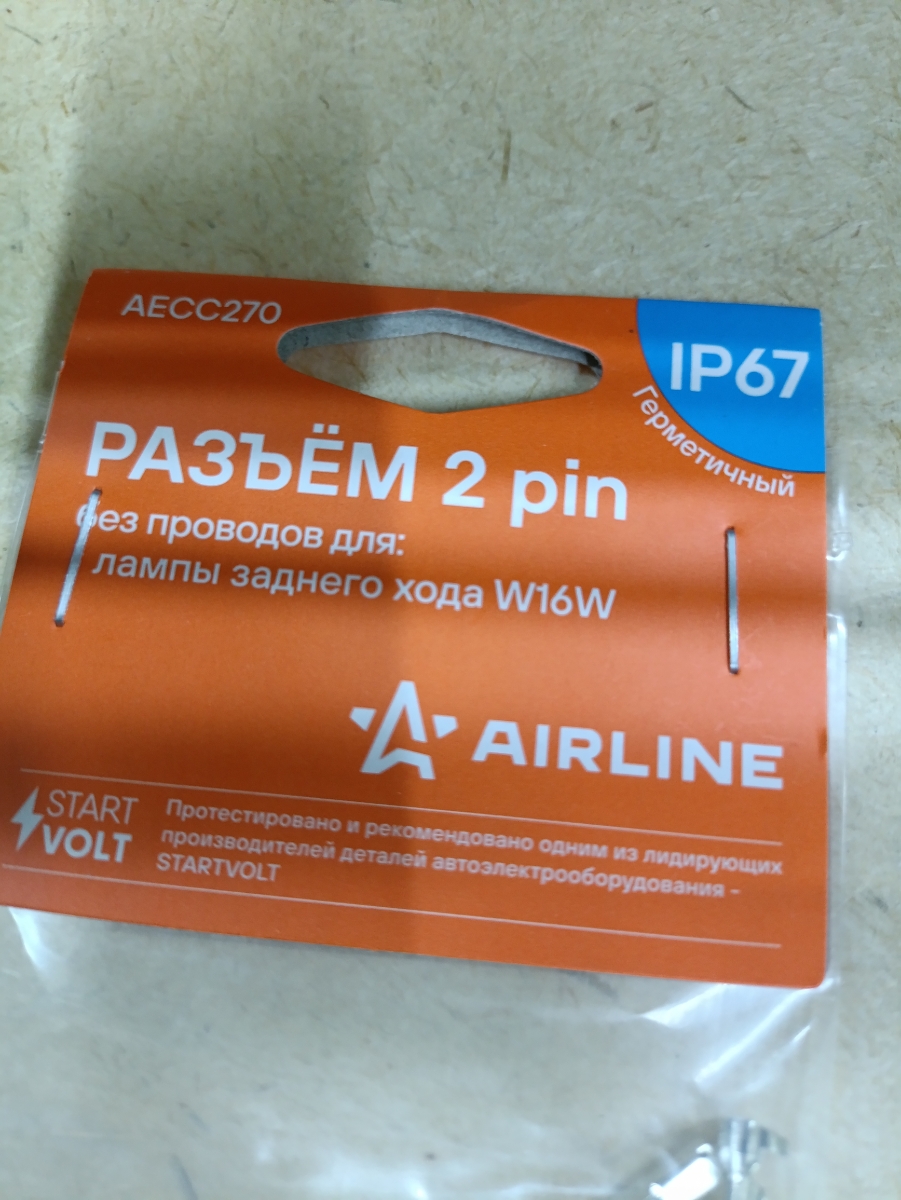 AECC270
IP67
Герметичный
РАЗЪЁМ 2 pin
без проводов для:
лампы заднего хода W16W
AIRLINE
START
VOLT
Протестировано и рекомендовано одним из лидирующих
производителей деталей автоэлектрооборудования -
STARTVOLT